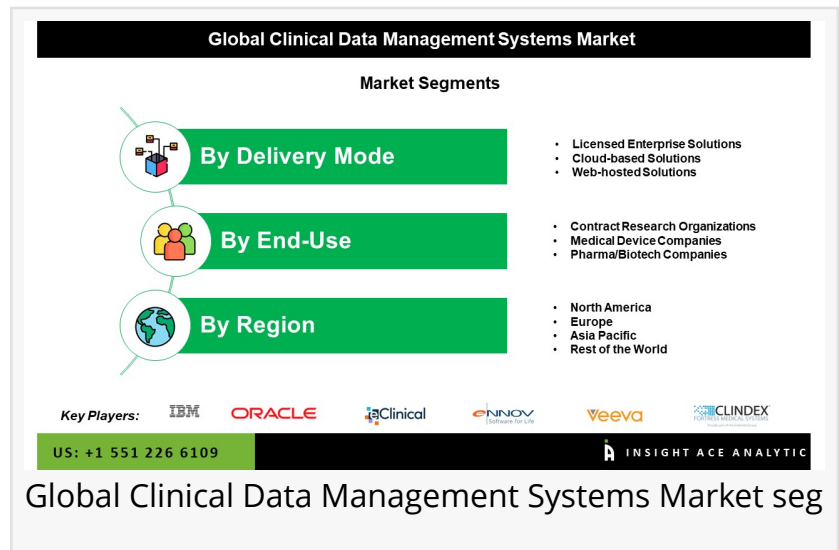 Global Clinical Data Management Systems Market
Market Segments
By Delivery Mode
• Licensed Enterprise Solutions
• Cloud-based Solutions
• Web-hosted Solutions
By End-Use
• Contract Research Organizations
• Medical Device Companies
• Pharma/Biotech Companies
By Region
• North America
• Europe
• Asia Pacific
• Rest of the World
Key Players: IBM ORACLE eClinical eNNOV Veeva CLINDEX
Software for Life
FORTRESS MEDICAL SYSTEMS
US: +1 551 226 6109
INSIGHT ACE ANALYTIC
Global Clinical Data Management Systems Market seg